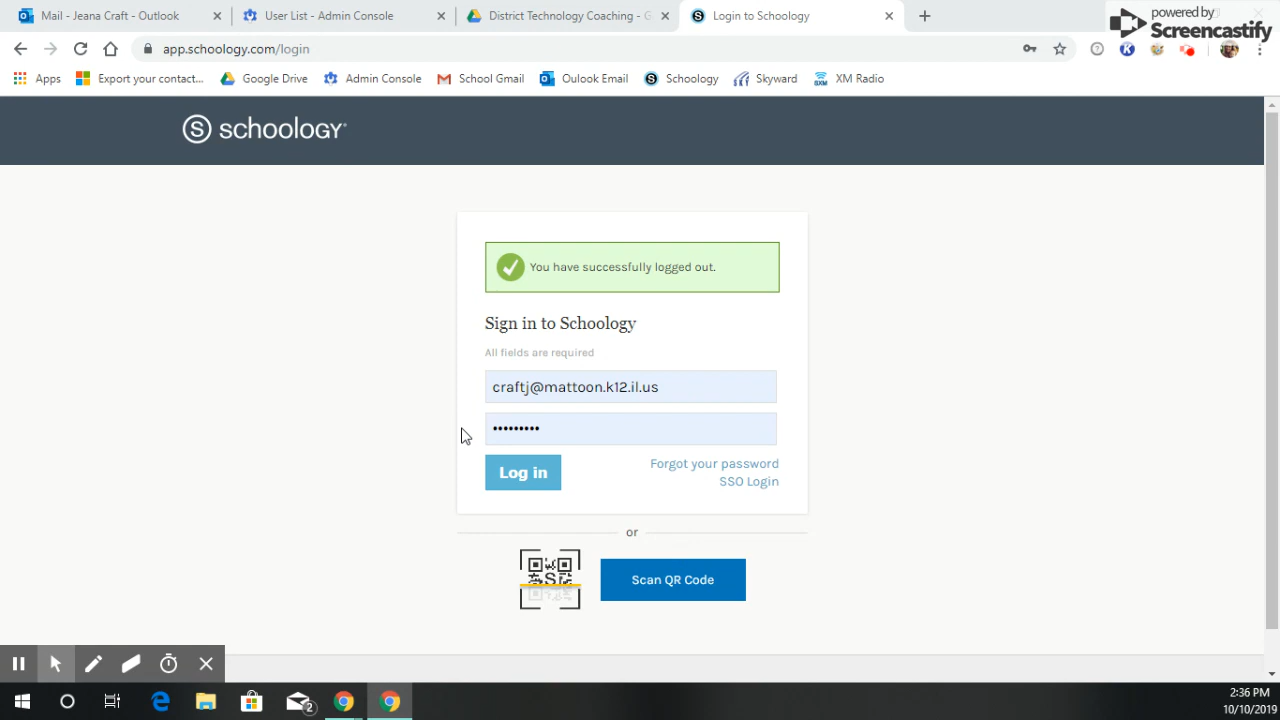 Mail - Jeana Craft - Outlook
User List - Admin Console
District Technology Coaching - G
Login to Schoology
powered by
Screencastify
app.schoology.com/login
Apps
Export your contact...
Google Drive
Admin Console
School Gmail
Oulook Email
Schoology
Skyward
XM Radio
S schoology
You have successfully logged out.
Sign in to Schoology
All fields are required
craftj@mattoon.k12.il.us
•••••••••
Log in
Forgot your password
SSO Login
or
Scan QR Code
2:36 PM
10/10/2019
2